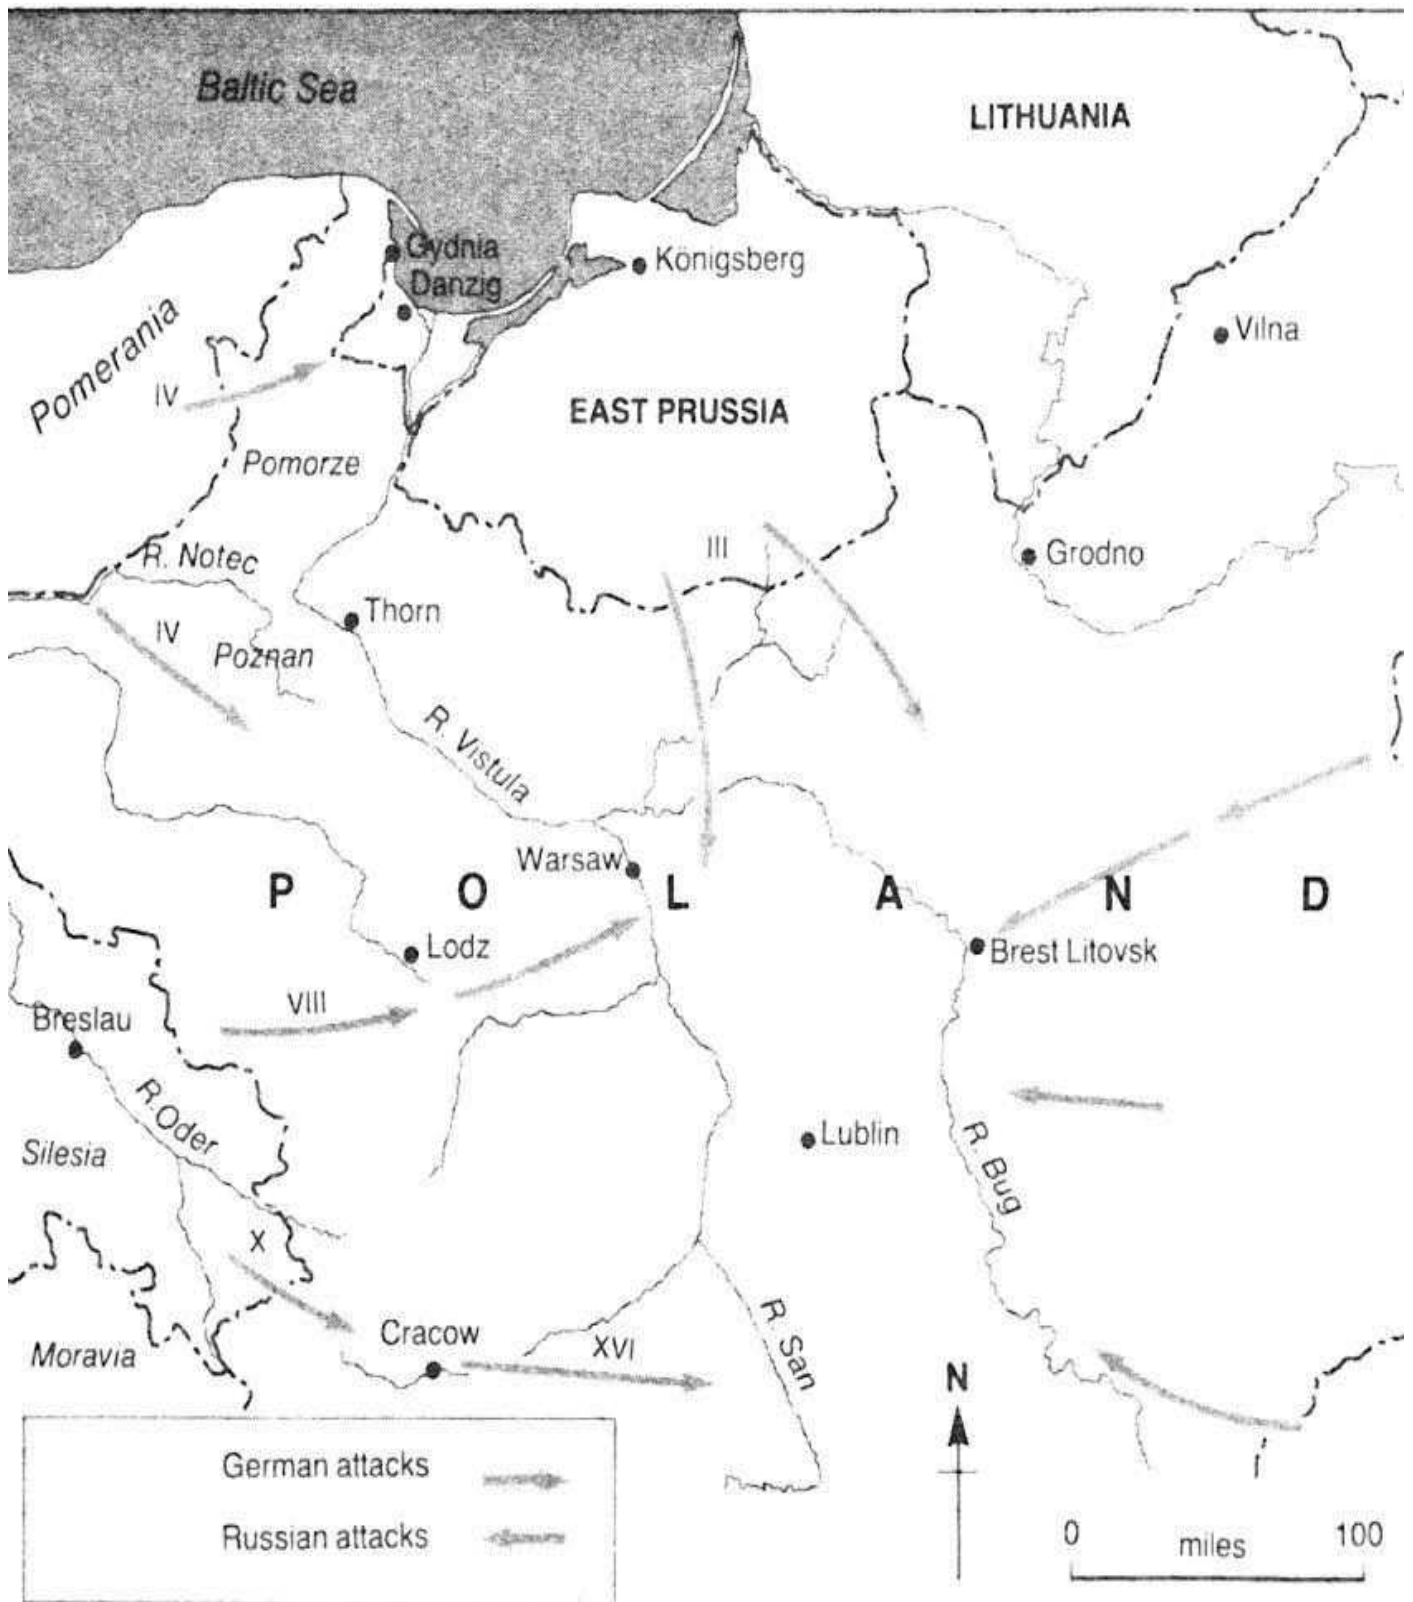 Baltic Sea
LITHUANIA
Gydnia
Königsberg
Danzig
Vilna
Pomerania
IV
EAST PRUSSIA
Pomorze
III
R. Notec
Grodno
Thorn
IV
Poznan
R. Vistula
Warsaw
P O L A N D
Lodz
Brest Litovsk
VIII
Breslau
R. Oder
Lublin
Silesia
R. Bug
X
R. San
Cracow
XVI
Moravia
N
German attacks
Russian attacks
0 miles 100